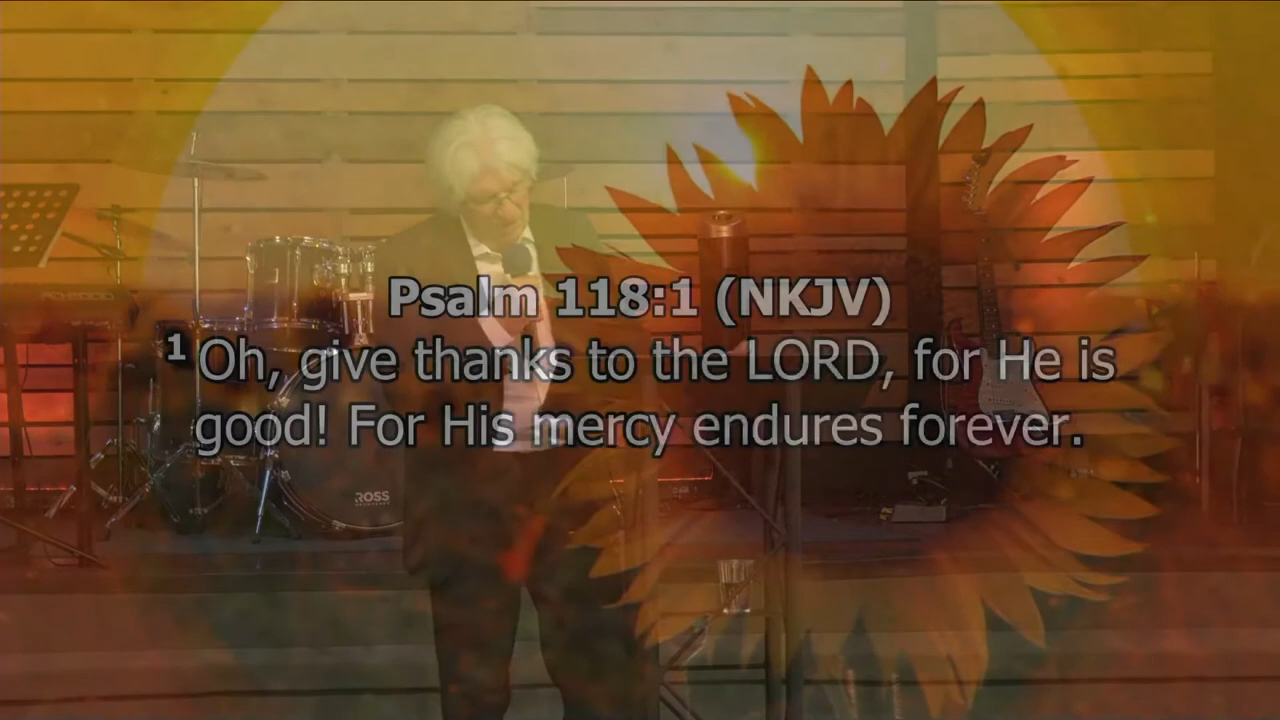 Psalm 118:1 (NKJV)
1 Oh, give thanks to the LORD, for He is
good! For His mercy endures forever.
ROSS